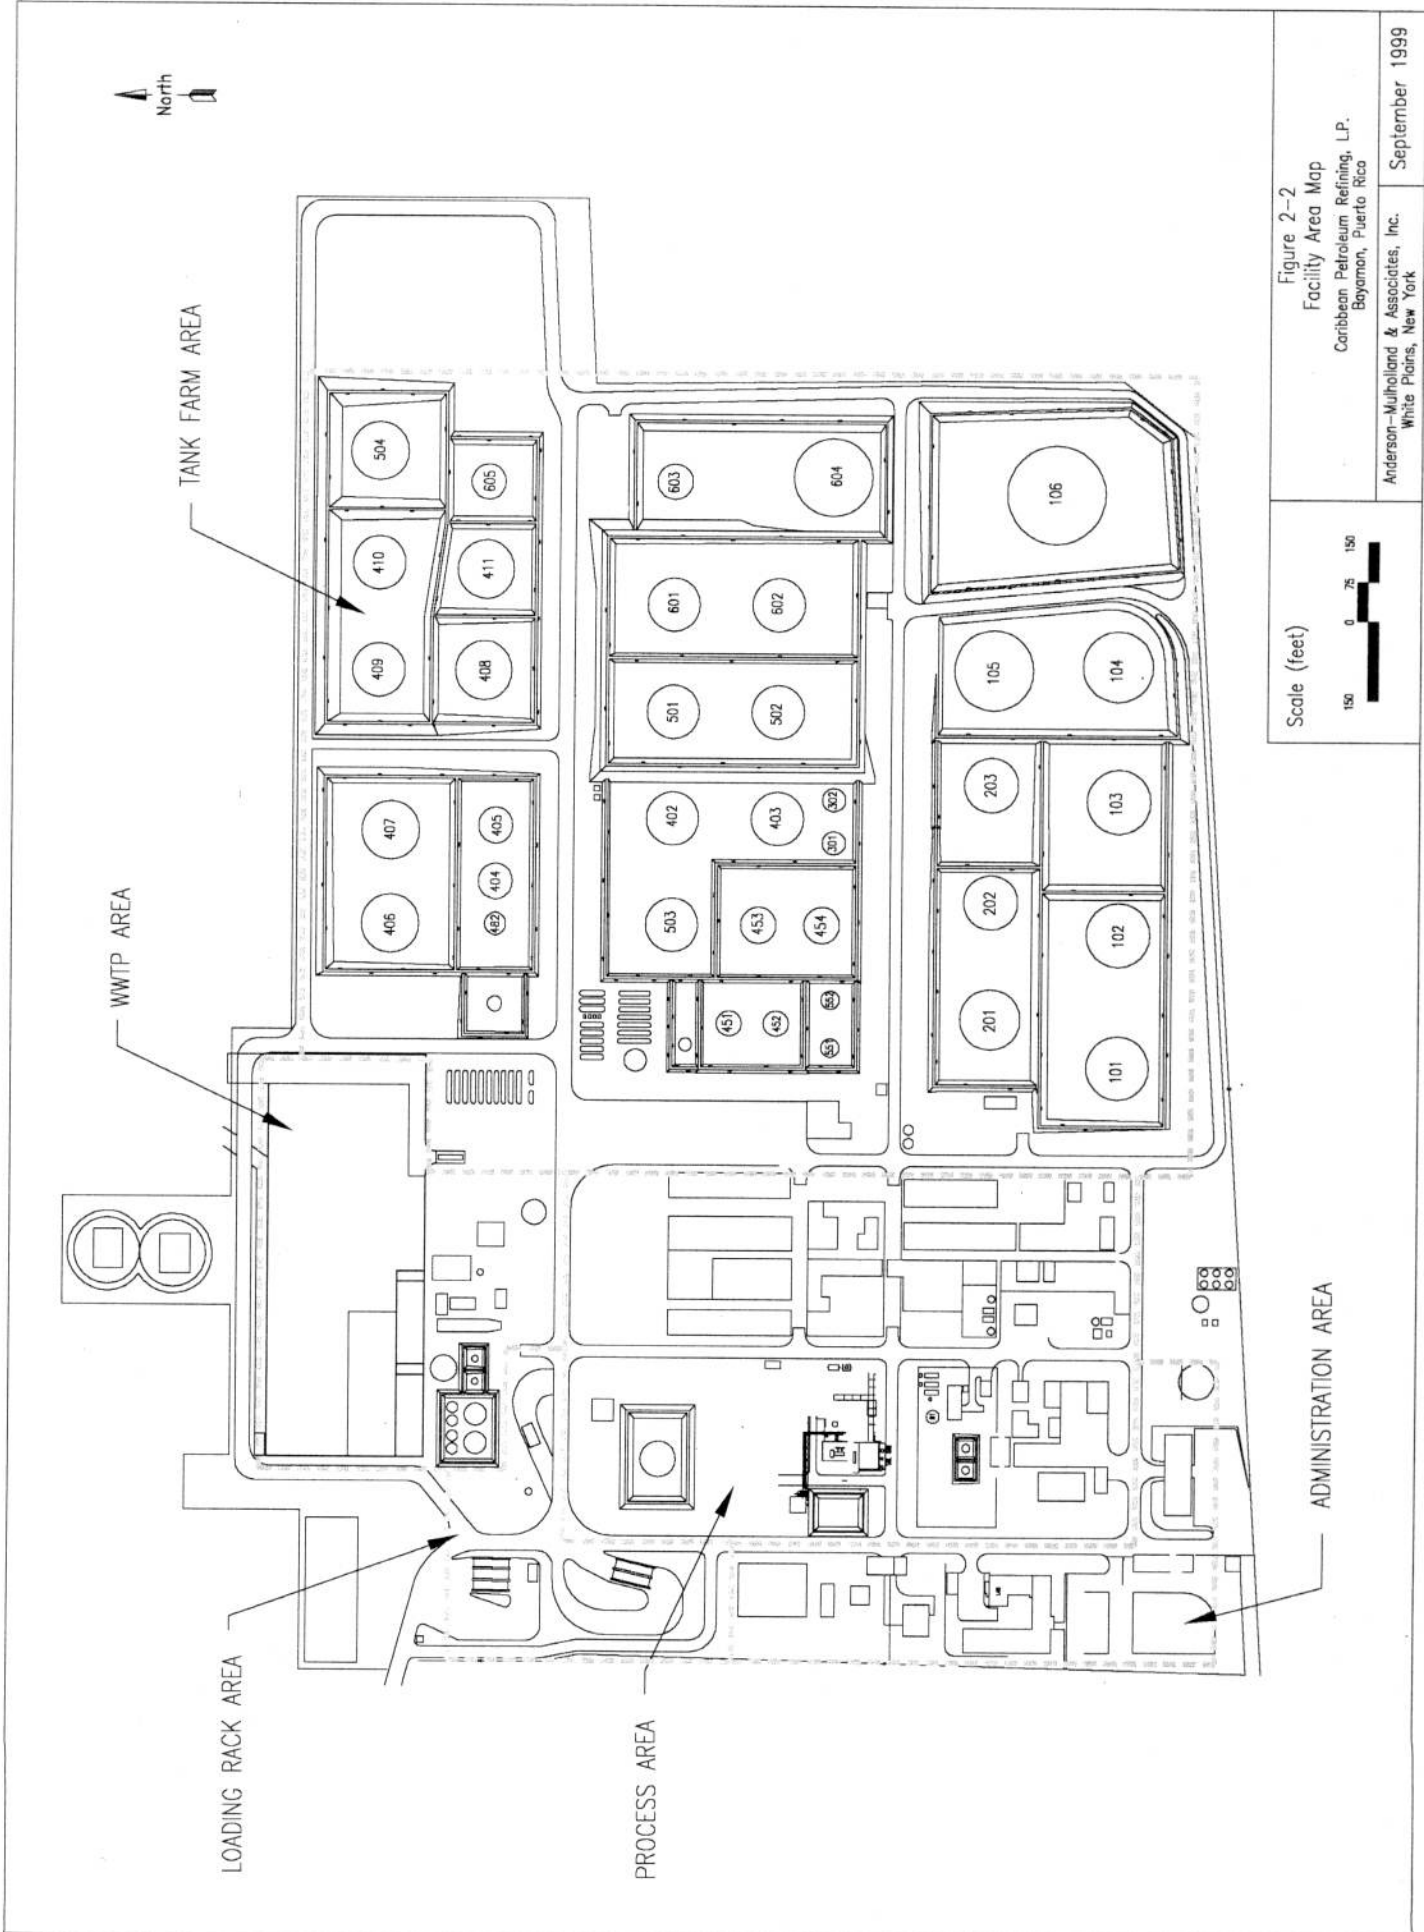 North
WWTP AREA
TANK FARM AREA
LOADING RACK AREA
PROCESS AREA
ADMINISTRATION AREA
406
407
409
410
504
482
404
405
408
411
605
503
402
501
601
603
451
452
453
454
403
502
602
604
551
552
301
302
201
202
203
105
106
101
102
103
104
Scale (feet)
150 0 75 150
Figure 2-2
Facility Area Map
Caribbean Petroleum Refining, L.P.
Bayamon, Puerto Rico
Anderson-Mulholland & Associates, Inc.
White Plains, New York
September 1999